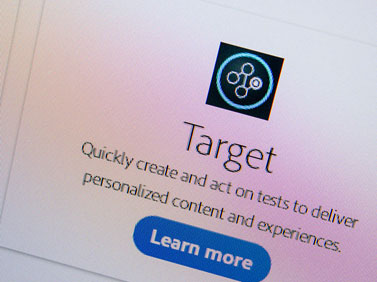 Target
Quickly create and act on tests to deliver
personalized content and experiences.
Learn more